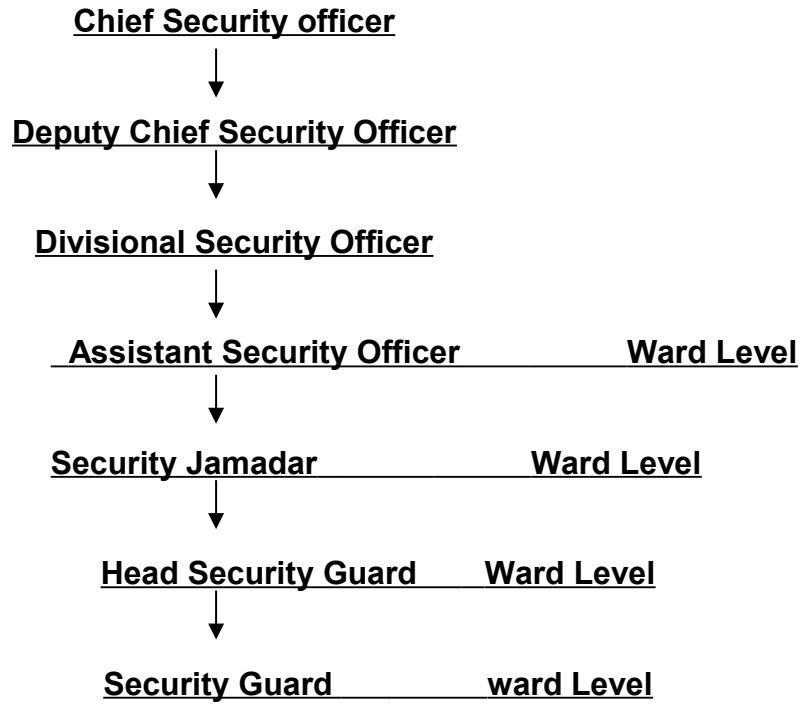 Chief Security officer
Deputy Chief Security Officer
Divisional Security Officer
Assistant Security Officer Ward Level
Security Jamadar Ward Level
Head Security Guard Ward Level
Security Guard ward Level